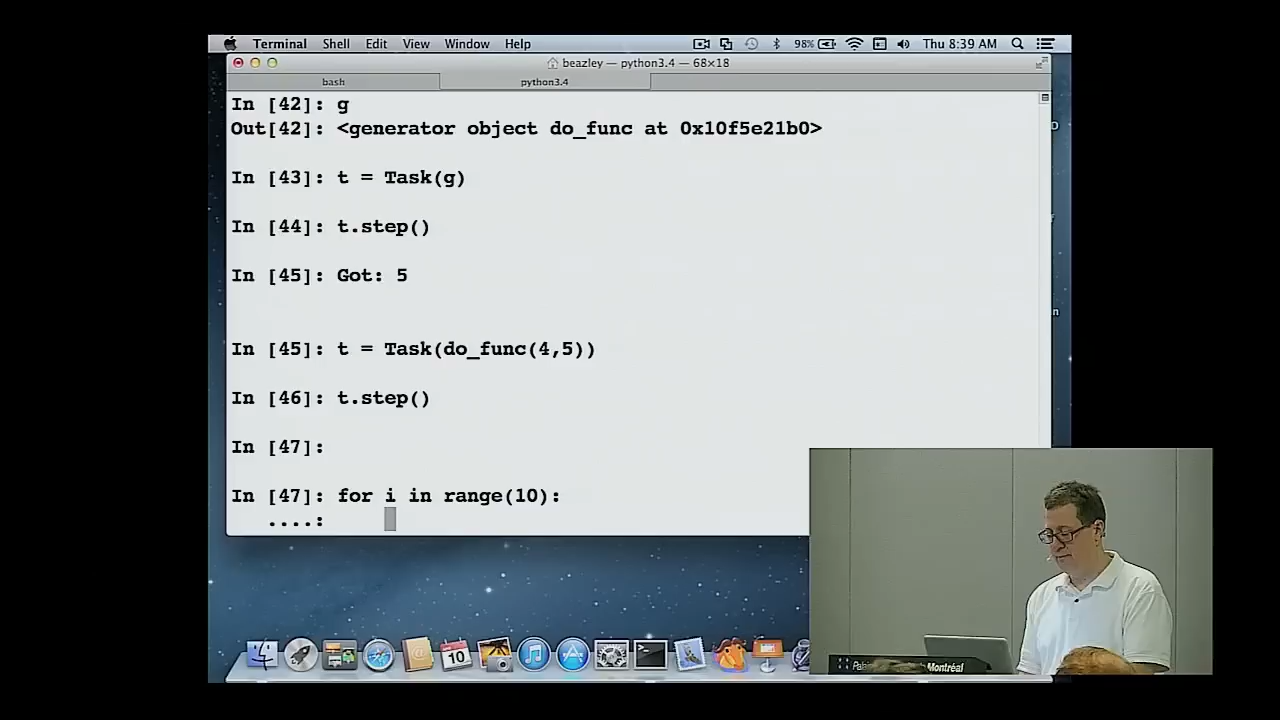 Terminal Shell Edit View Window Help 98% Thu 8:39 AM
beazley — python3.4 — 68×18
bash python3.4
In [42]: g
Out[42]: <generator object do_func at 0x10f5e21b0>
In [43]: t = Task(g)
In [44]: t.step()
In [45]: Got: 5
In [45]: t = Task(do_func(4,5))
In [46]: t.step()
In [47]:
In [47]: for i in range(10):
....:
10
Montréal